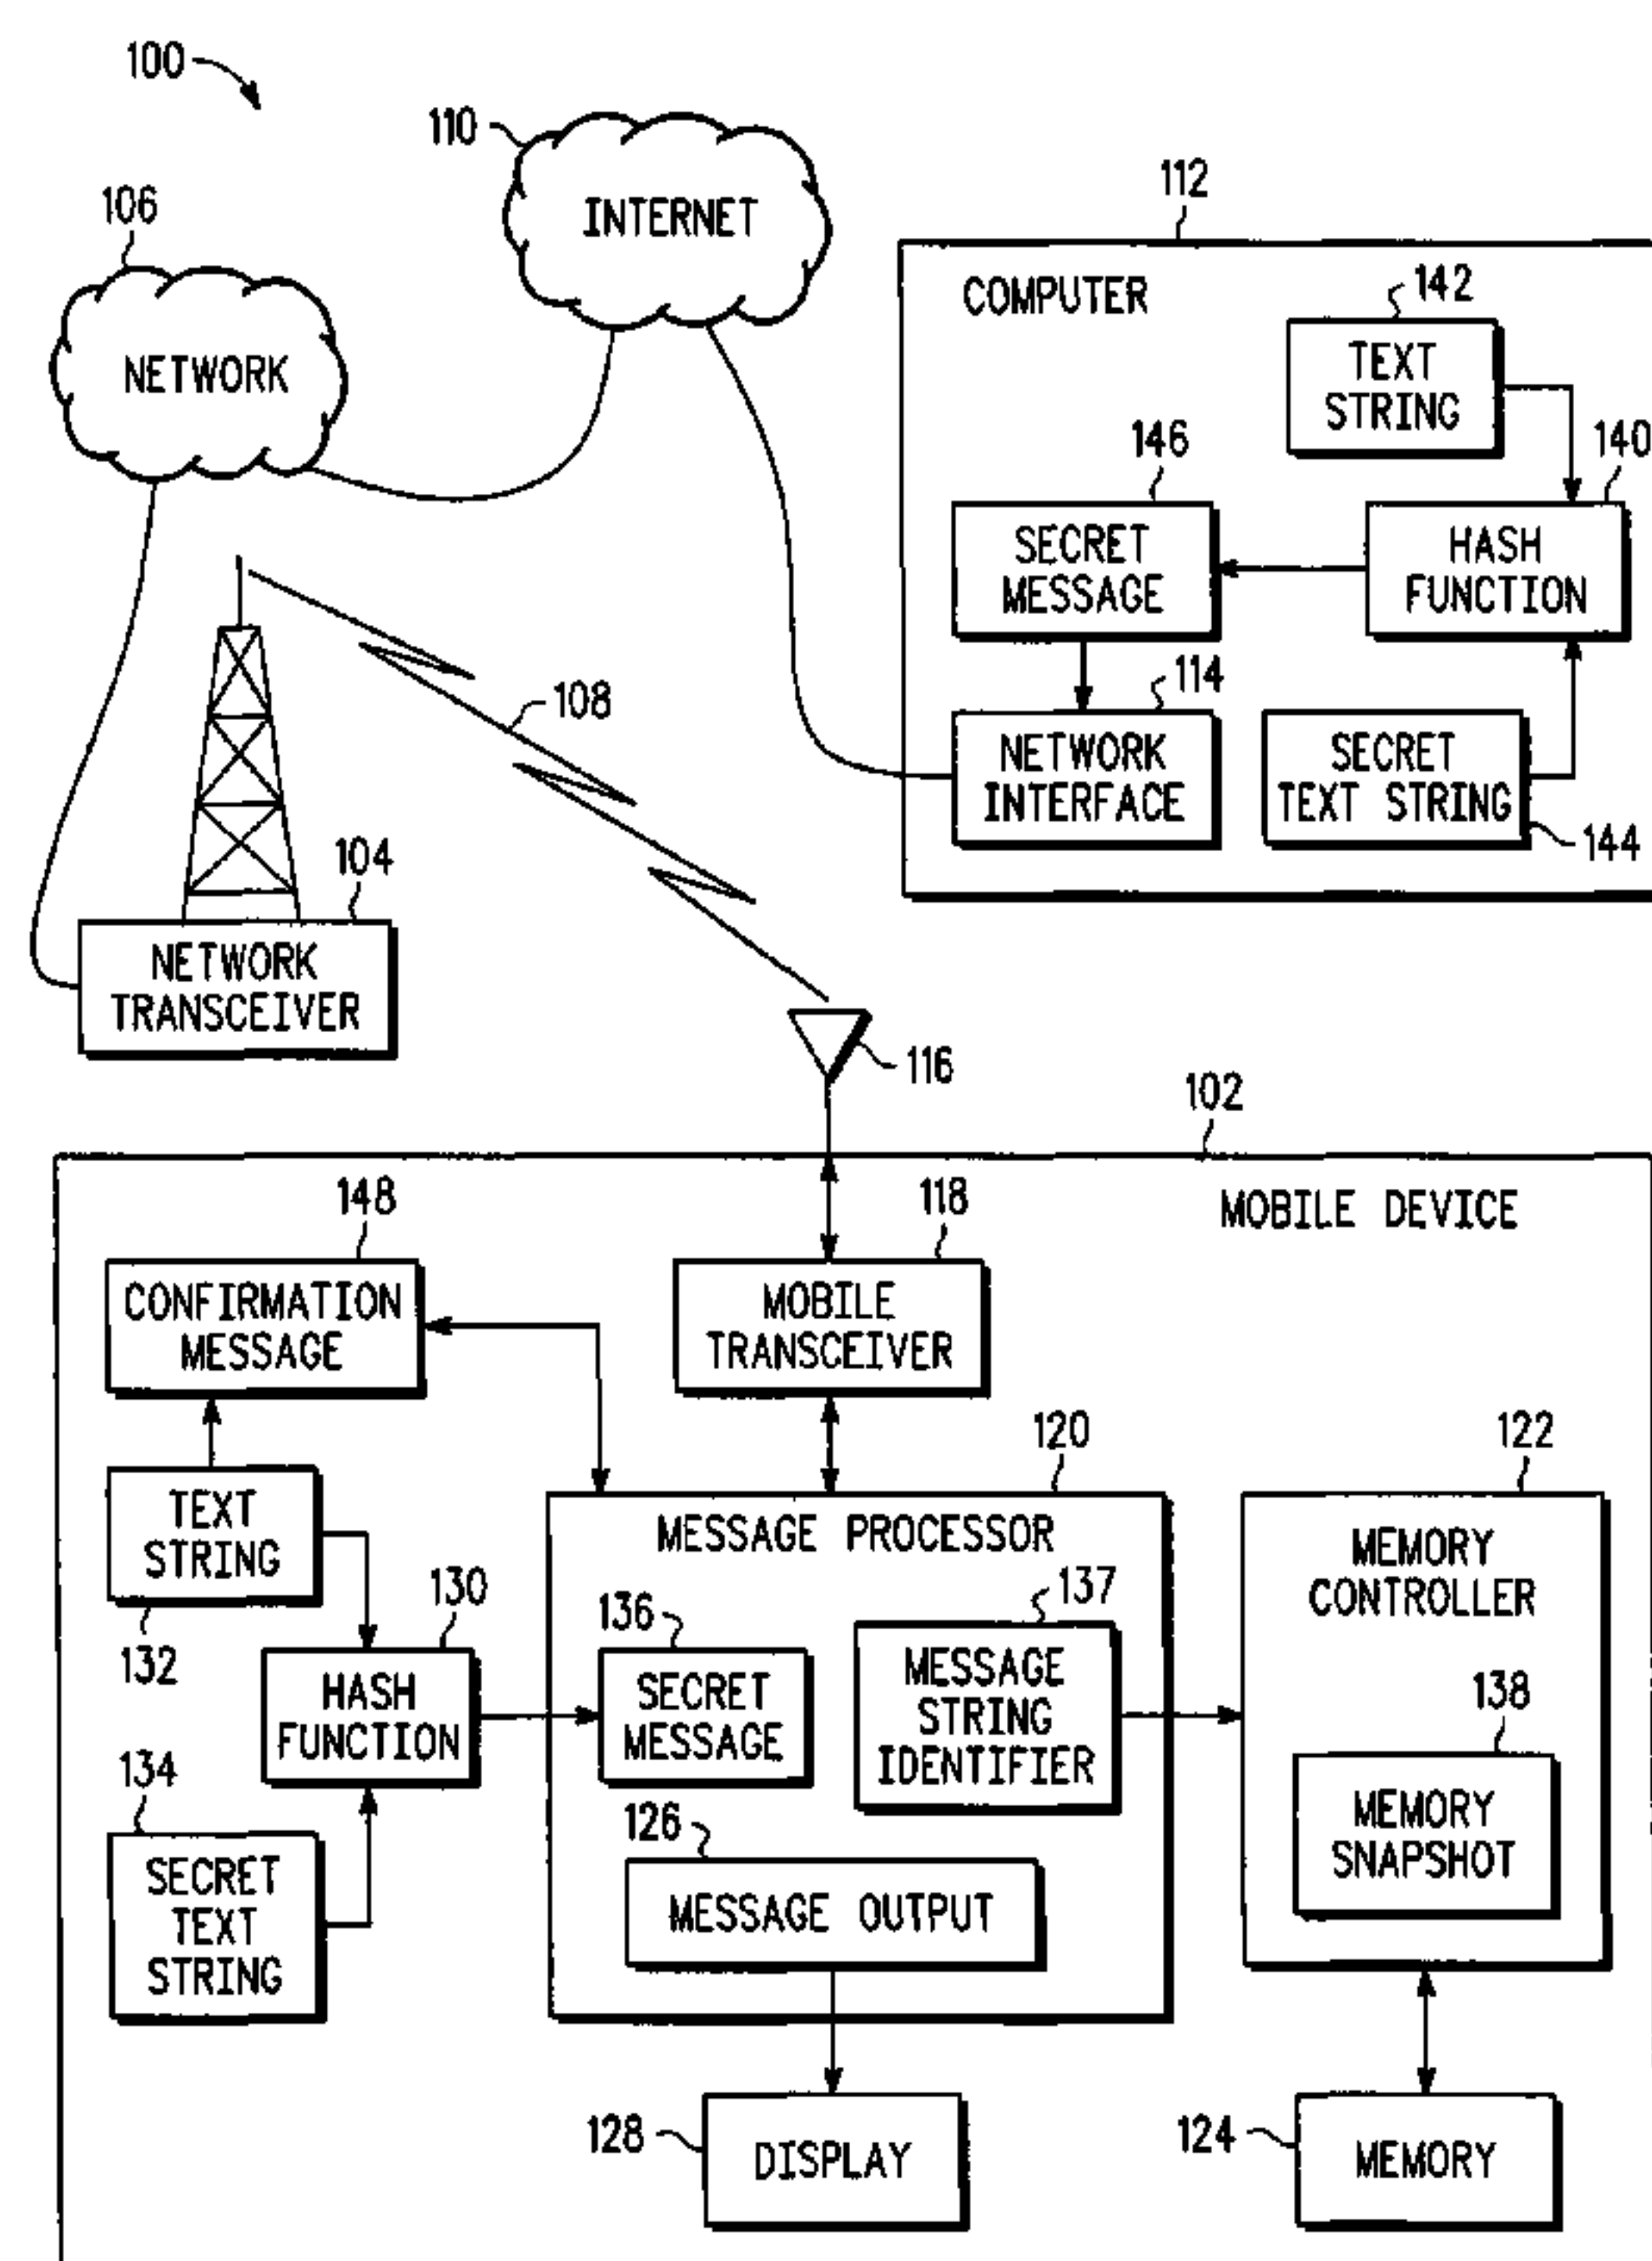 100
110
INTERNET
106
NETWORK
112
COMPUTER
142
TEXT
STRING
146
140
SECRET
MESSAGE
HASH
FUNCTION
108
114
NETWORK
INTERFACE
SECRET
TEXT STRING
144
104
NETWORK
TRANSCEIVER
116
102
MOBILE DEVICE
148
118
CONFIRMATION
MESSAGE
MOBILE
TRANSCEIVER
120
122
TEXT
STRING
132
MESSAGE PROCESSOR
MEMORY
CONTROLLER
130
136
137
HASH
FUNCTION
SECRET
MESSAGE
MESSAGE
STRING
IDENTIFIER
138
MEMORY
SNAPSHOT
134
SECRET
TEXT
STRING
126
MESSAGE OUTPUT
128
DISPLAY
124
MEMORY